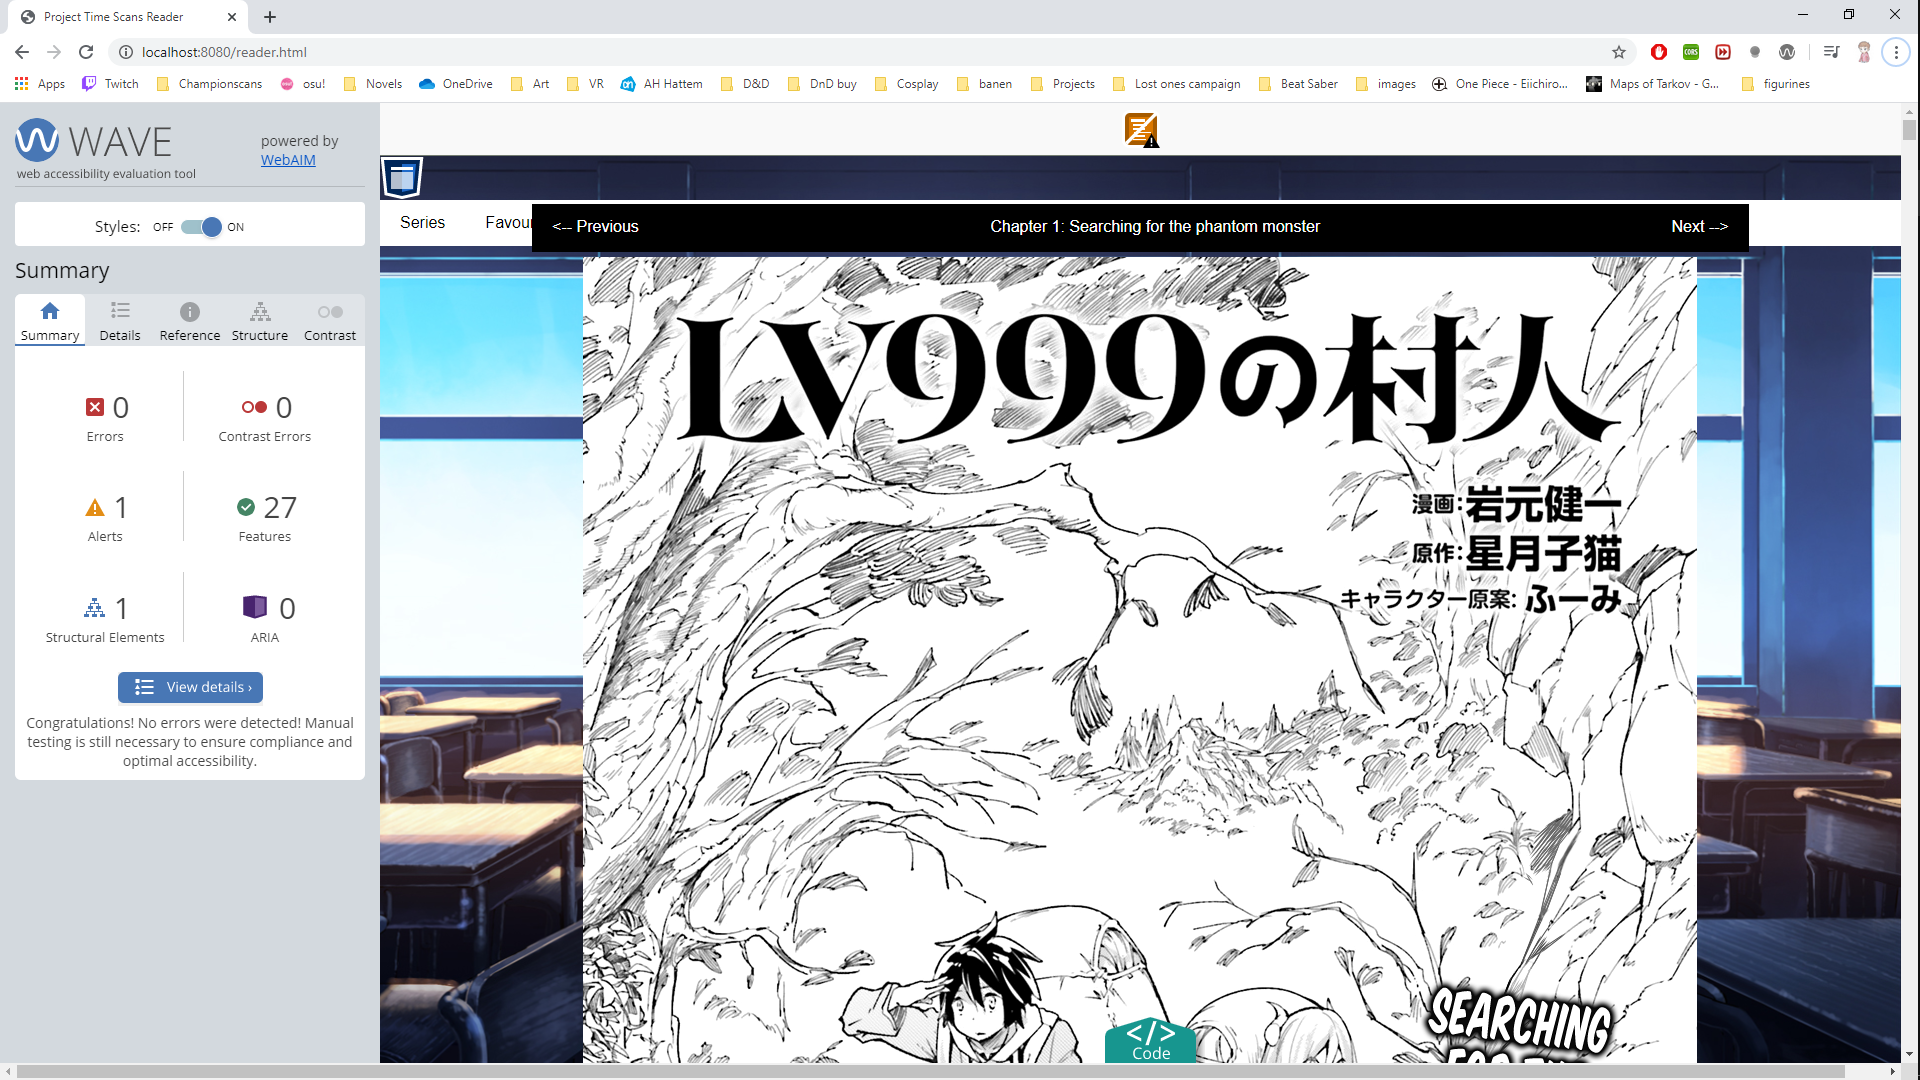 Project Time Scans Reader
localhost:8080/reader.html
CORS
Apps
Twitch
Championscans
osu!
Novels
OneDrive
Art
VR
AH Hattem
D&D
DnD buy
Cosplay
banen
Projects
Lost ones campaign
Beat Saber
images
One Piece - Eiichiro...
Maps of Tarkov - G...
figurines
WAVE
web accessibility evaluation tool
powered by
WebAIM
Styles: OFF ON
Summary
Summary Details Reference Structure Contrast
0
Errors
0
Contrast Errors
1
Alerts
27
Features
1
Structural Elements
0
ARIA
View details ›
Congratulations! No errors were detected! Manual
testing is still necessary to ensure compliance and
optimal accessibility.
Series
<-- Previous
Chapter 1: Searching for the phantom monster
Next -->
LV999の村人
漫画:岩元健一
原作:星月子猫
キャラクター原案:ふーみ
SEARCHING
</> 
Code